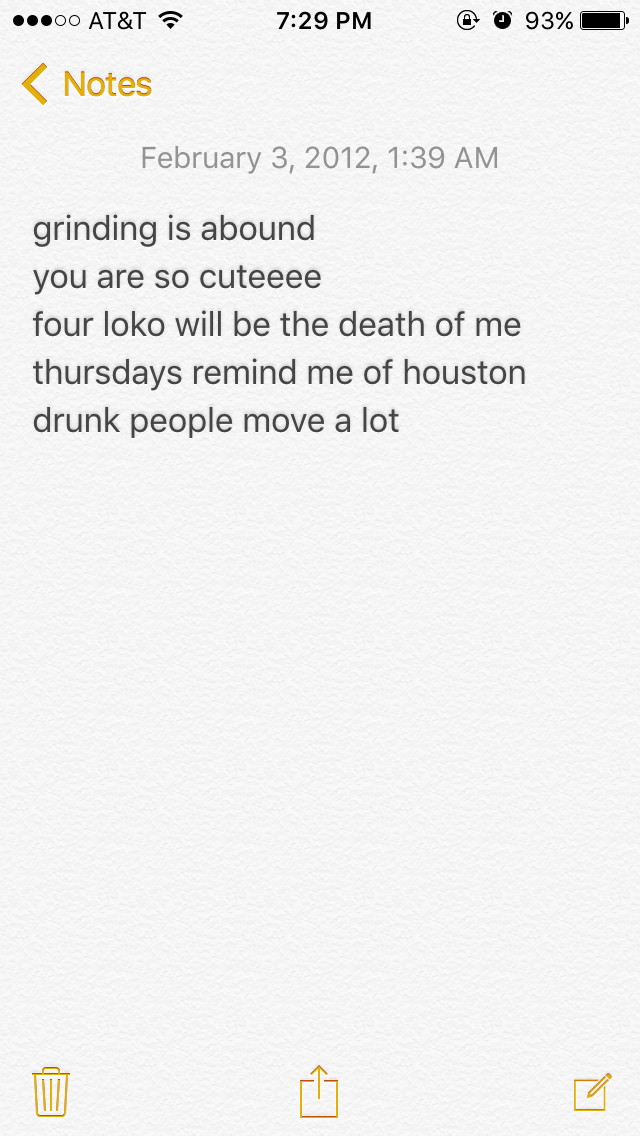 AT&T 7:29 PM 93%
Notes
February 3, 2012, 1:39 AM
grinding is abound
you are so cuteeee
four loko will be the death of me
thursdays remind me of houston
drunk people move a lot